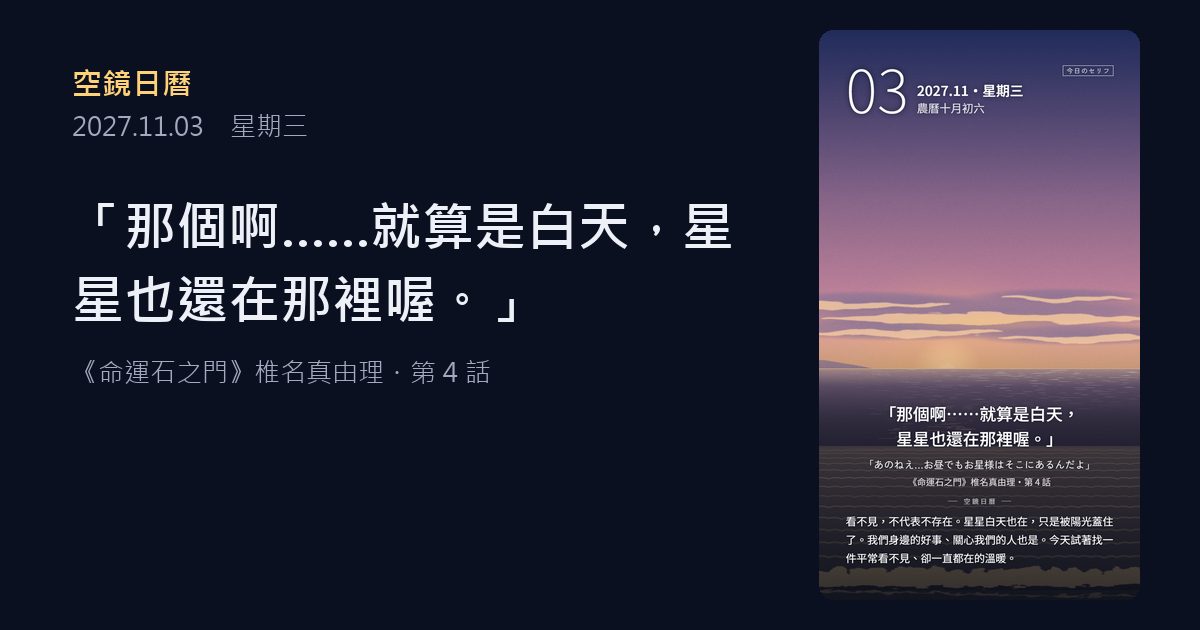 空鏡日曆
2027.11.03 星期三
「那個啊……就算是白天，星
星也還在那裡喔。」
《命運石之門》椎名真由理．第 4 話
今日のセリフ
03
2027.11・星期三
農曆十月初六
「那個啊……就算是白天，
星星也還在那裡喔。」
「あのねえ…お昼でもお星様はそこにあるんだよ」
《命運石之門》椎名真由理・第 4 話
— 空鏡日曆 —
看不見，不代表不存在。星星白天也在，只是被陽光蓋住
了。我們身邊的好事、關心我們的人也是。今天試著找一
件平常看不見、卻一直都在的溫暖。